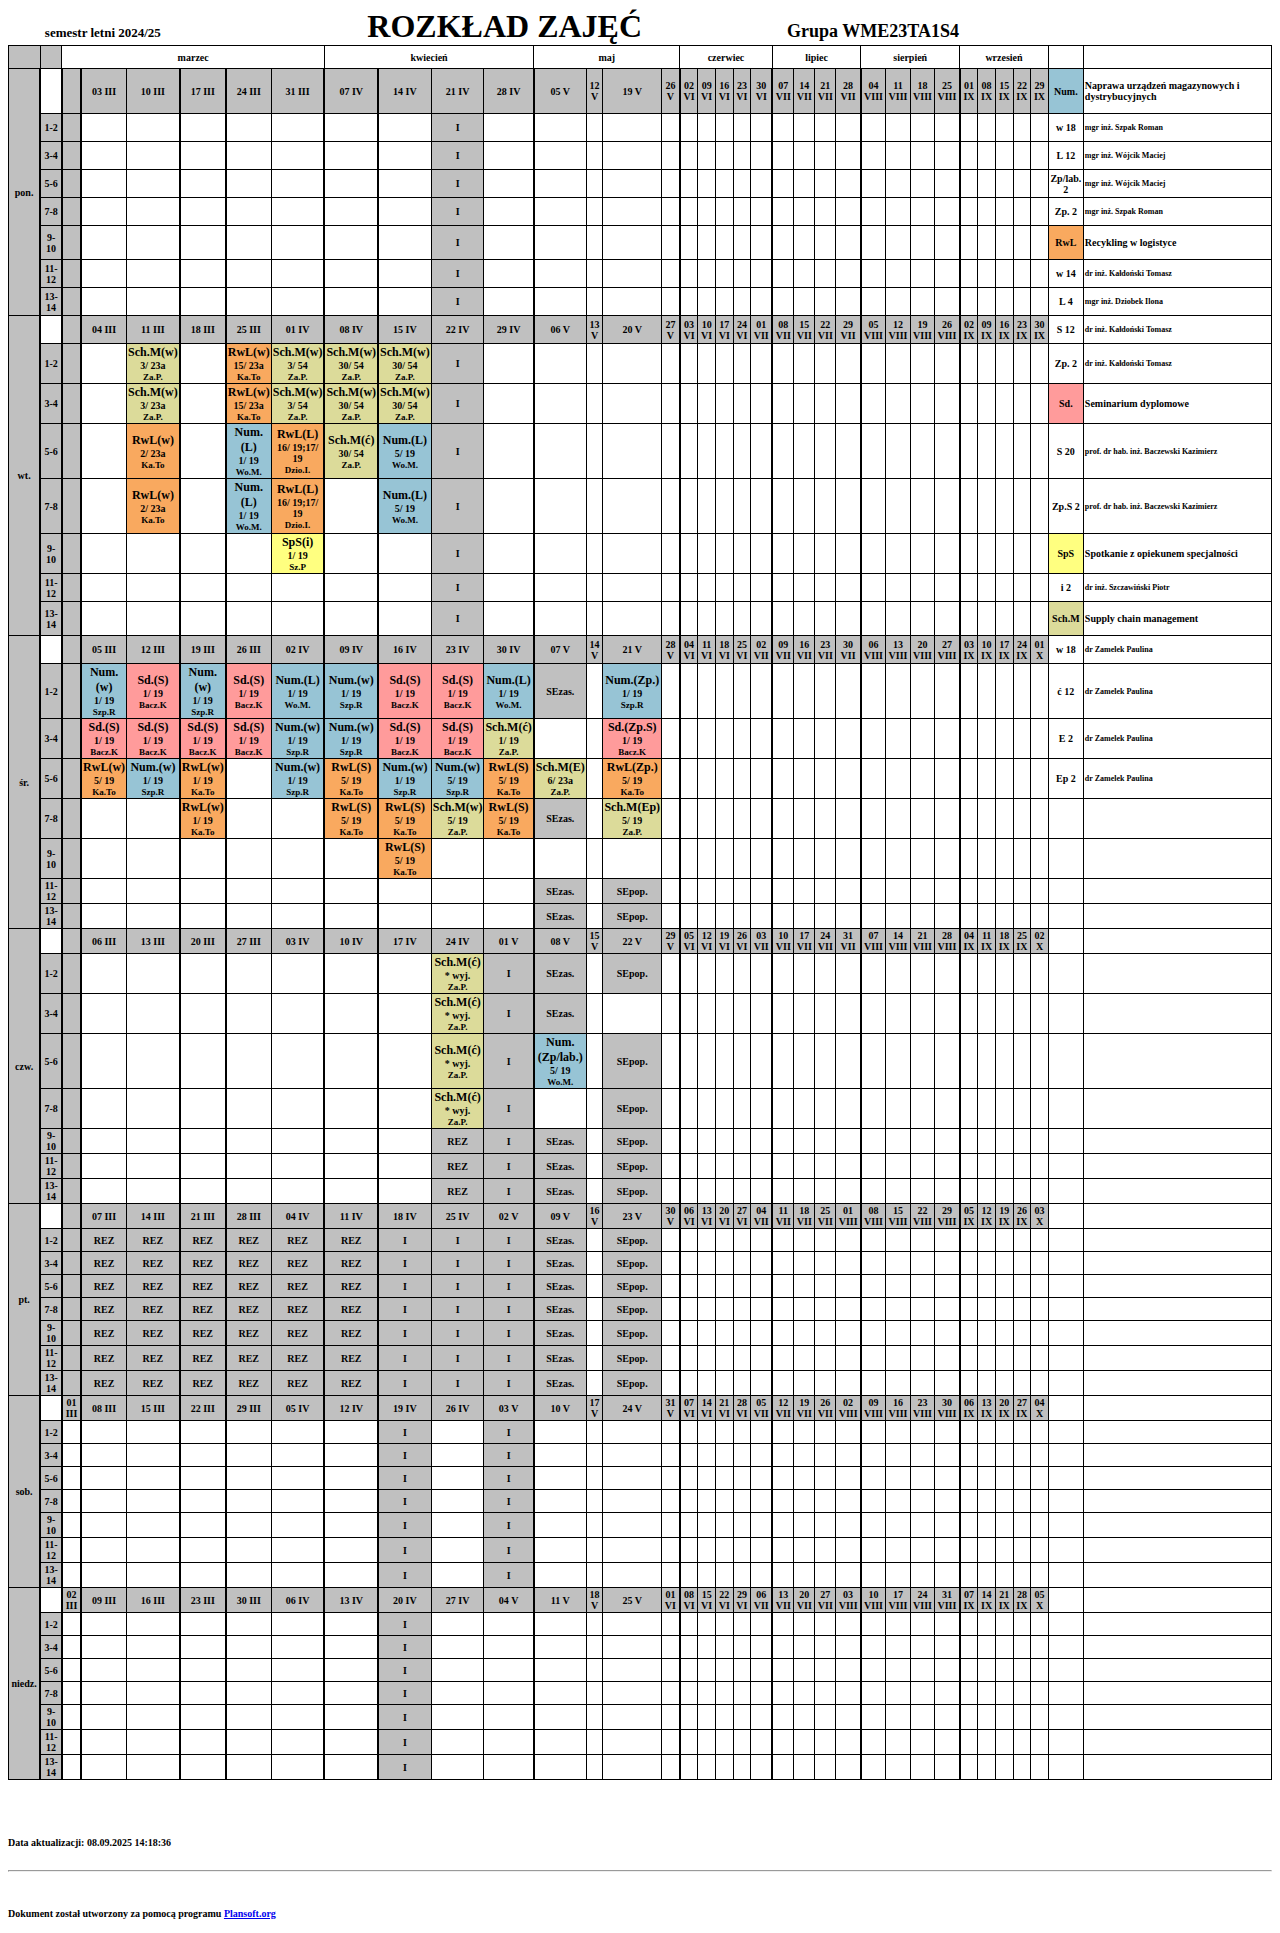 semestr letni 2024/25 ROZKŁAD ZAJĘĆ Grupa WME23TA1S4
marzec kwiecień maj czerwiec lipiec sierpień wrzesień
pon. 03 III 10 III 17 III 24 III 31 III 07 IV 14 IV 21 IV 28 IV 05 V 12 V 19 V 26 V 02 VI 09 VI 16 VI 23 VI 30 VI 07 VII 14 VII 21 VII 28 VII 04 VIII 11 VIII 18 VIII 25 VIII 01 IX 08 IX 15 IX 22 IX 29 IX Num. Naprawa urządzeń magazynowych i dystrybucyjnych
1-2 I w 18 mgr inż. Szpak Roman
3-4 I L 12 mgr inż. Wójcik Maciej
5-6 I Zp/lab. 2 mgr inż. Wójcik Maciej
7-8 I Zp. 2 mgr inż. Szpak Roman
9-10 I RwL Recykling w logistyce
11-12 I w 14 dr inż. Kałdoński Tomasz
13-14 I L 4 mgr inż. Dziobek Ilona
wt. 04 III 11 III 18 III 25 III 01 IV 08 IV 15 IV 22 IV 29 IV 06 V 13 V 20 V 27 V 03 VI 10 VI 17 VI 24 VI 01 VII 08 VII 15 VII 22 VII 29 VII 05 VIII 12 VIII 19 VIII 26 VIII 02 IX 09 IX 16 IX 23 IX 30 IX S 12 dr inż. Kałdoński Tomasz
1-2 Sch.M(w) 3/ 23a Za.P. RwL(w) 15/ 23a Ka.To Sch.M(w) 3/ 54 Za.P. Sch.M(w) 30/ 54 Za.P. Sch.M(w) 30/ 54 Za.P. I Zp. 2 dr inż. Kałdoński Tomasz
3-4 Sch.M(w) 3/ 23a Za.P. RwL(w) 15/ 23a Ka.To Sch.M(w) 3/ 54 Za.P. Sch.M(w) 30/ 54 Za.P. Sch.M(w) 30/ 54 Za.P. I Sd. Seminarium dyplomowe
5-6 RwL(w) 2/ 23a Ka.To Num.(L) 1/ 19 Wo.M. RwL(L) 16/ 19;17/ 19 Dzio.I. Sch.M(ć) 30/ 54 Za.P. Num.(L) 5/ 19 Wo.M. I S 20 prof. dr hab. inż. Baczewski Kazimierz
7-8 RwL(w) 2/ 23a Ka.To Num.(L) 1/ 19 Wo.M. RwL(L) 16/ 19;17/ 19 Dzio.I. Num.(L) 5/ 19 Wo.M. I Zp.S 2 prof. dr hab. inż. Baczewski Kazimierz
9-10 SpS(i) 1/ 19 Sz.P I SpS Spotkanie z opiekunem specjalności
11-12 I i 2 dr inż. Szczawiński Piotr
13-14 I Sch.M Supply chain management
śr. 05 III 12 III 19 III 26 III 02 IV 09 IV 16 IV 23 IV 30 IV 07 V 14 V 21 V 28 V 04 VI 11 VI 18 VI 25 VI 02 VII 09 VII 16 VII 23 VII 30 VII 06 VIII 13 VIII 20 VIII 27 VIII 03 IX 10 IX 17 IX 24 IX 01 X w 18 dr Zamelek Paulina
1-2 Num.(w) 1/ 19 Szp.R Sd.(S) 1/ 19 Bacz.K Num.(w) 1/ 19 Szp.R Sd.(S) 1/ 19 Bacz.K Num.(L) 1/ 19 Wo.M. Num.(w) 1/ 19 Szp.R Sd.(S) 1/ 19 Bacz.K Sd.(S) 1/ 19 Bacz.K Num.(L) 1/ 19 Wo.M. SEzas. Num.(Zp.) 1/ 19 Szp.R ć 12 dr Zamelek Paulina
3-4 Sd.(S) 1/ 19 Bacz.K Sd.(S) 1/ 19 Bacz.K Sd.(S) 1/ 19 Bacz.K Sd.(S) 1/ 19 Bacz.K Num.(w) 1/ 19 Szp.R Num.(w) 1/ 19 Szp.R Sd.(S) 1/ 19 Bacz.K Sd.(S) 1/ 19 Bacz.K Sch.M(ć) 1/ 19 Za.P. Sd.(Zp.S) 1/ 19 Bacz.K E 2 dr Zamelek Paulina
5-6 RwL(w) 5/ 19 Ka.To Num.(w) 1/ 19 Szp.R RwL(w) 1/ 19 Ka.To Num.(w) 1/ 19 Szp.R RwL(S) 5/ 19 Ka.To Num.(w) 1/ 19 Szp.R Num.(w) 5/ 19 Szp.R RwL(S) 5/ 19 Ka.To Sch.M(E) 6/ 23a Za.P. RwL(Zp.) 5/ 19 Ka.To Ep 2 dr Zamelek Paulina
7-8 RwL(w) 1/ 19 Ka.To RwL(S) 5/ 19 Ka.To RwL(S) 5/ 19 Ka.To Sch.M(w) 5/ 19 Za.P. RwL(S) 5/ 19 Ka.To SEzas. Sch.M(Ep) 5/ 19 Za.P.
9-10 RwL(S) 5/ 19 Ka.To
11-12 SEzas. SEpop.
13-14 SEzas. SEpop.
czw. 06 III 13 III 20 III 27 III 03 IV 10 IV 17 IV 24 IV 01 V 08 V 15 V 22 V 29 V 05 VI 12 VI 19 VI 26 VI 03 VII 10 VII 17 VII 24 VII 31 VII 07 VIII 14 VIII 21 VIII 28 VIII 04 IX 11 IX 18 IX 25 IX 02 X
1-2 Sch.M(ć) * wyj. Za.P. I SEzas. SEpop.
3-4 Sch.M(ć) * wyj. Za.P. I SEzas.
5-6 Sch.M(ć) * wyj. Za.P. I Num.(Zp/lab.) 5/ 19 Wo.M. SEpop.
7-8 Sch.M(ć) * wyj. Za.P. I SEpop.
9-10 REZ I SEzas. SEpop.
11-12 REZ I SEzas. SEpop.
13-14 REZ I SEzas. SEpop.
pt. 07 III 14 III 21 III 28 III 04 IV 11 IV 18 IV 25 IV 02 V 09 V 16 V 23 V 30 V 06 VI 13 VI 20 VI 27 VI 04 VII 11 VII 18 VII 25 VII 01 VIII 08 VIII 15 VIII 22 VIII 29 VIII 05 IX 12 IX 19 IX 26 IX 03 X
1-2 REZ REZ REZ REZ REZ REZ I I I SEzas. SEpop.
3-4 REZ REZ REZ REZ REZ REZ I I I SEzas. SEpop.
5-6 REZ REZ REZ REZ REZ REZ I I I SEzas. SEpop.
7-8 REZ REZ REZ REZ REZ REZ I I I SEzas. SEpop.
9-10 REZ REZ REZ REZ REZ REZ I I I SEzas. SEpop.
11-12 REZ REZ REZ REZ REZ REZ I I I SEzas. SEpop.
13-14 REZ REZ REZ REZ REZ REZ I I I SEzas. SEpop.
sob. 01 III 08 III 15 III 22 III 29 III 05 IV 12 IV 19 IV 26 IV 03 V 10 V 17 V 24 V 31 V 07 VI 14 VI 21 VI 28 VI 05 VII 12 VII 19 VII 26 VII 02 VIII 09 VIII 16 VIII 23 VIII 30 VIII 06 IX 13 IX 20 IX 27 IX 04 X
1-2 I I
3-4 I I
5-6 I I
7-8 I I
9-10 I I
11-12 I I
13-14 I I
niedz. 02 III 09 III 16 III 23 III 30 III 06 IV 13 IV 20 IV 27 IV 04 V 11 V 18 V 25 V 01 VI 08 VI 15 VI 22 VI 29 VI 06 VII 13 VII 20 VII 27 VII 03 VIII 10 VIII 17 VIII 24 VIII 31 VIII 07 IX 14 IX 21 IX 28 IX 05 X
1-2 I
3-4 I
5-6 I
7-8 I
9-10 I
11-12 I
13-14 I
Data aktualizacji: 08.09.2025 14:18:36
Dokument został utworzony za pomocą programu Plansoft.org